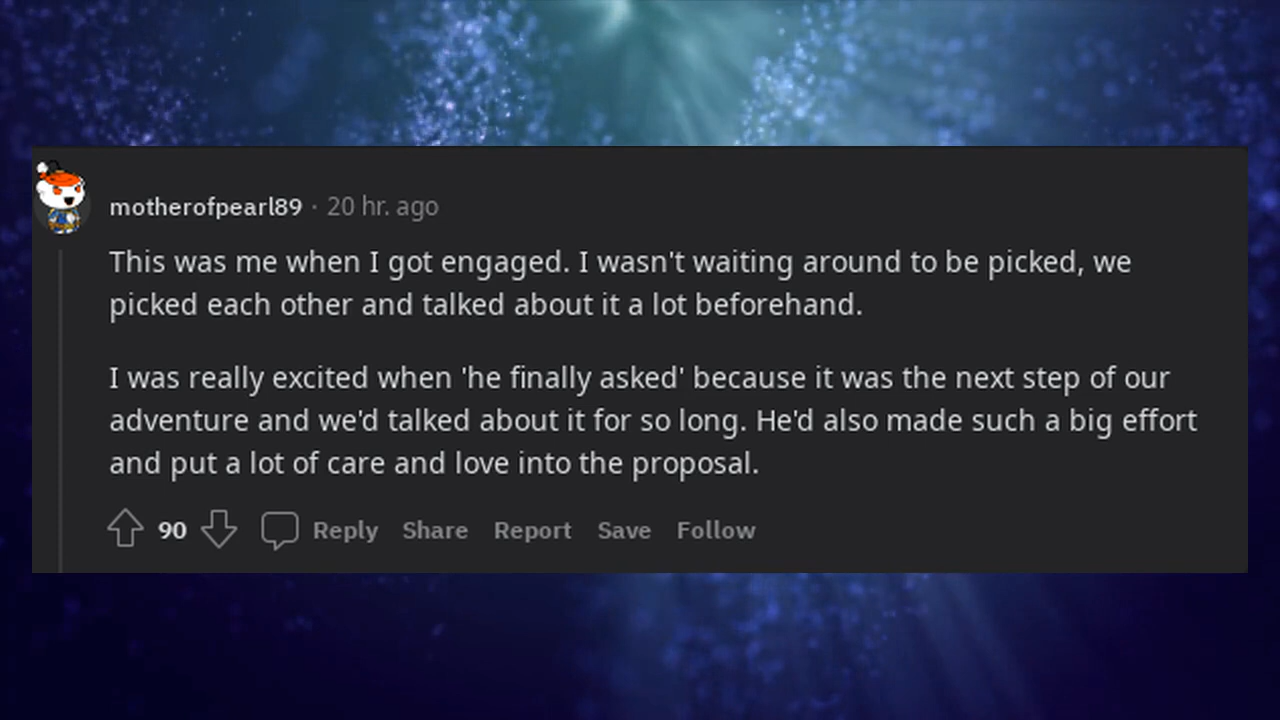 motherofpearl89 · 20 hr. ago
This was me when I got engaged. I wasn't waiting around to be picked, we
picked each other and talked about it a lot beforehand.
I was really excited when 'he finally asked' because it was the next step of our
adventure and we'd talked about it for so long. He'd also made such a big effort
and put a lot of care and love into the proposal.
90 Reply Share Report Save Follow